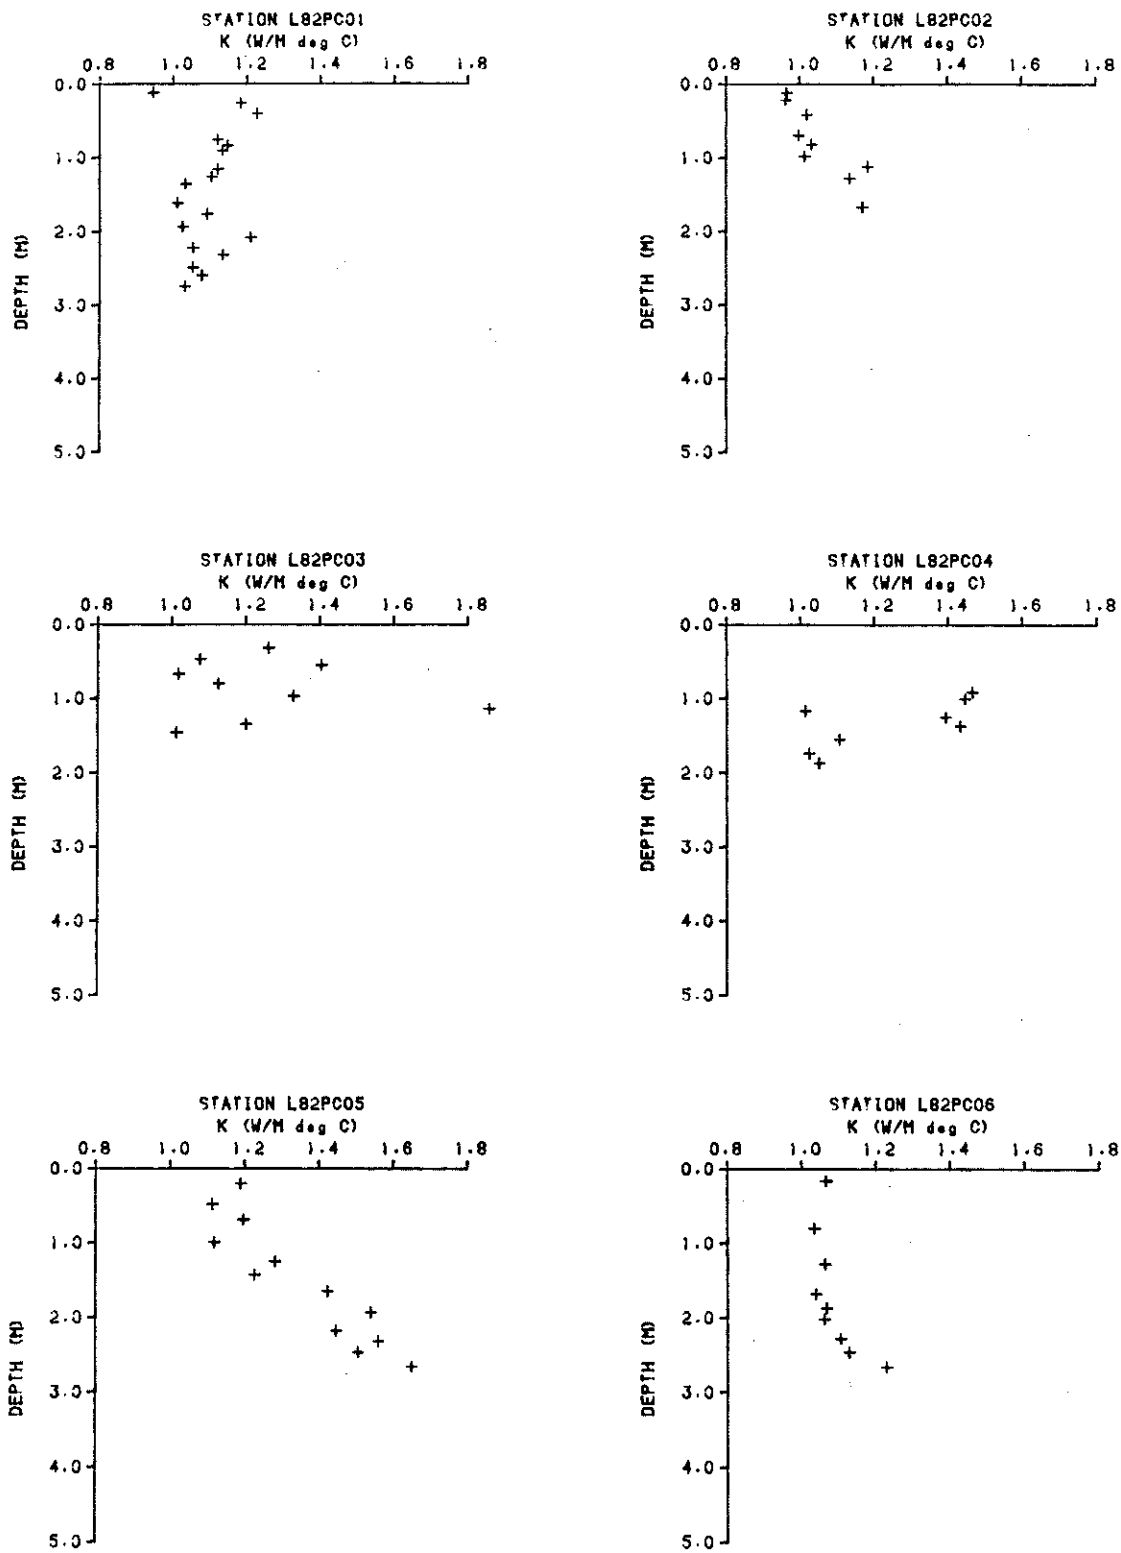 STATION L82PC01
K (W/M deg C)
0.8 1.0 1.2 1.4 1.6 1.8
0.0
1.0
2.0
3.0
4.0
5.0
DEPTH (M)
STATION L82PC02
K (W/M deg C)
0.8 1.0 1.2 1.4 1.6 1.8
0.0
1.0
2.0
3.0
4.0
5.0
DEPTH (M)
STATION L82PC03
K (W/M deg C)
0.8 1.0 1.2 1.4 1.6 1.8
0.0
1.0
2.0
3.0
4.0
5.0
DEPTH (M)
STATION L82PC04
K (W/M deg C)
0.8 1.0 1.2 1.4 1.6 1.8
0.0
1.0
2.0
3.0
4.0
5.0
DEPTH (M)
STATION L82PC05
K (W/M deg C)
0.8 1.0 1.2 1.4 1.6 1.8
0.0
1.0
2.0
3.0
4.0
5.0
DEPTH (M)
STATION L82PC06
K (W/M deg C)
0.8 1.0 1.2 1.4 1.6 1.8
0.0
1.0
2.0
3.0
4.0
5.0
DEPTH (M)